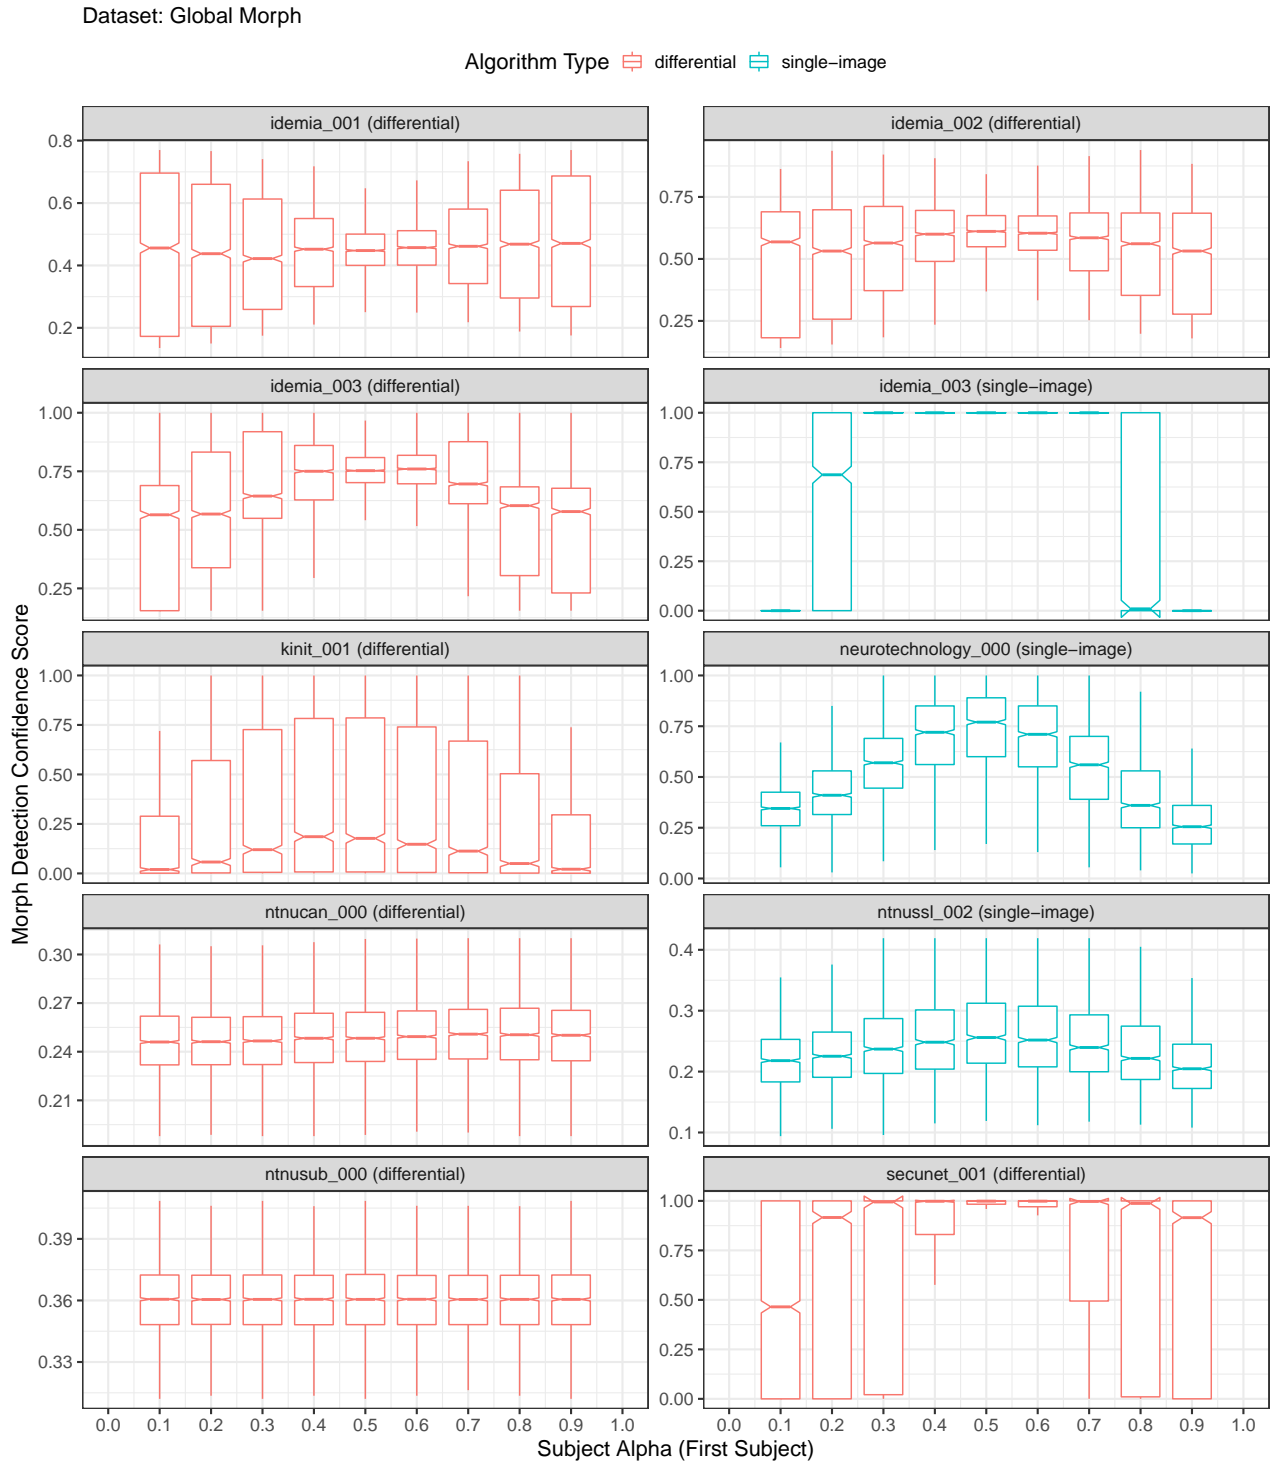 Dataset: Global Morph
Algorithm Type differential single−image
idemia_001 (differential)
idemia_002 (differential)
0.8
0.6
0.4
0.2
0.75
0.50
0.25
idemia_003 (differential)
idemia_003 (single−image)
1.00
0.75
0.50
0.25
1.00
0.75
0.50
0.25
0.00
kinit_001 (differential)
neurotechnology_000 (single−image)
1.00
0.75
0.50
0.25
0.00
1.00
0.75
0.50
0.25
0.00
ntnucan_000 (differential)
ntnussl_002 (single−image)
0.30
0.27
0.24
0.21
0.4
0.3
0.2
0.1
ntnusub_000 (differential)
secunet_001 (differential)
0.39
0.36
0.33
1.00
0.75
0.50
0.25
0.00
0.0 0.1 0.2 0.3 0.4 0.5 0.6 0.7 0.8 0.9 1.0
0.0 0.1 0.2 0.3 0.4 0.5 0.6 0.7 0.8 0.9 1.0
Subject Alpha (First Subject)
Morph Detection Confidence Score